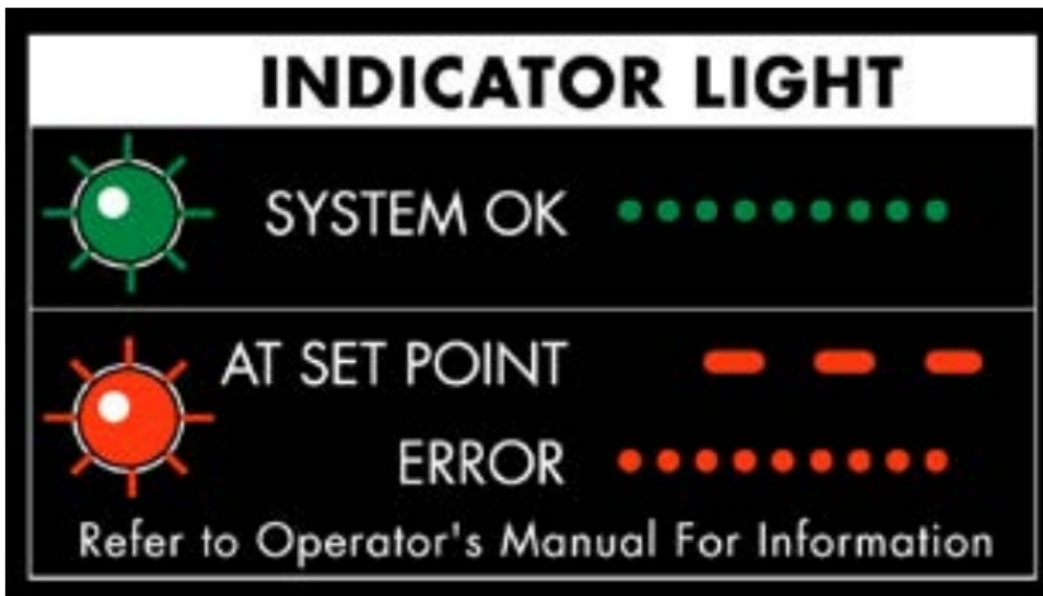 INDICATOR LIGHT
SYSTEM OK
AT SET POINT
ERROR
Refer to Operator's Manual For Information